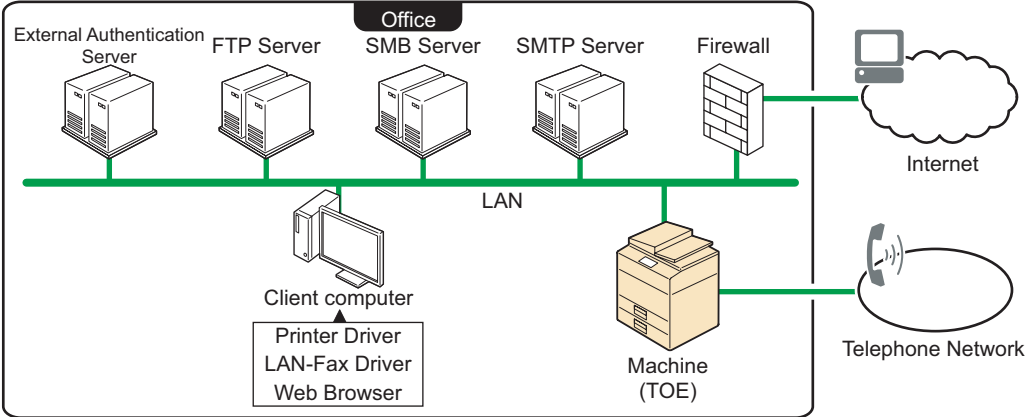 Office
External Authentication
Server
FTP Server
SMB Server
SMTP Server
Firewall
Internet
LAN
Client computer
Printer Driver
LAN-Fax Driver
Web Browser
Machine
(TOE)
Telephone Network